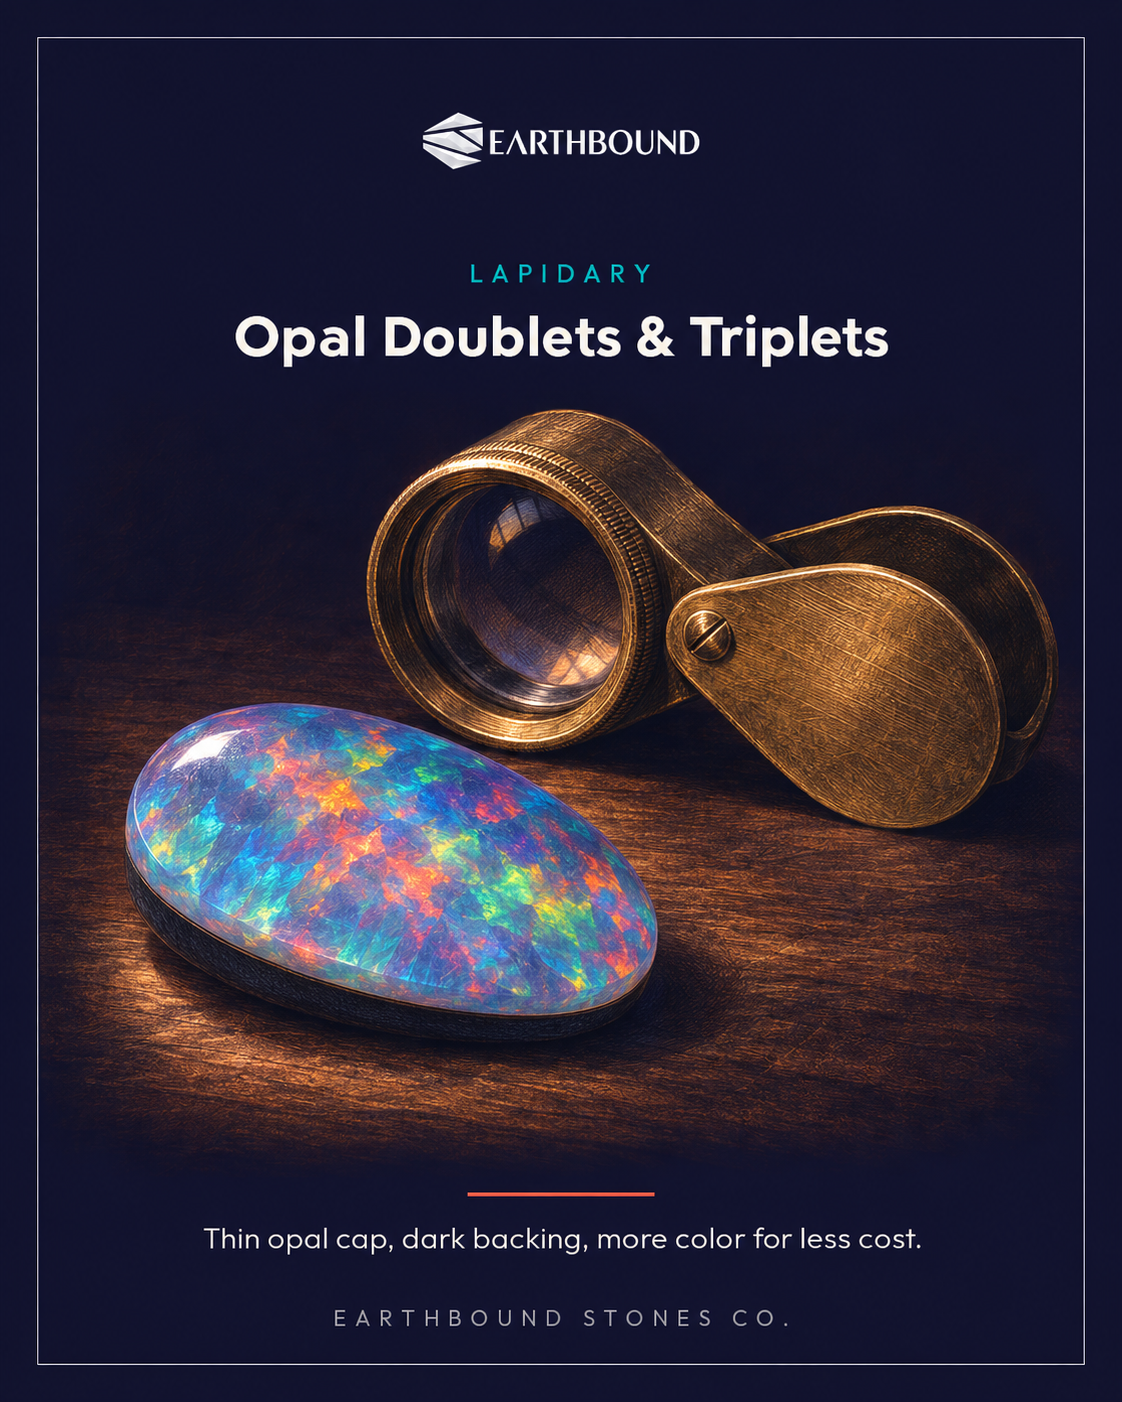 EARTHBOUND
LAPIDARY
Opal Doublets & Triplets
Thin opal cap, dark backing, more color for less cost.
EARTHBOUND STONES CO.